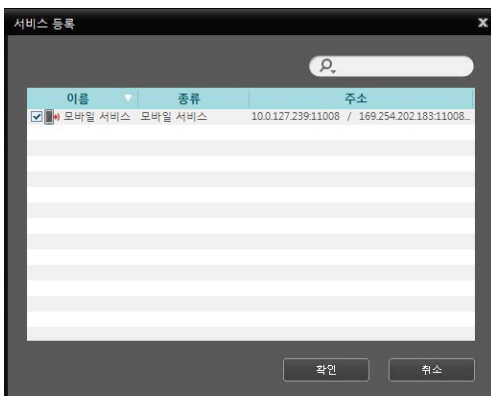 서비스 등록
이름 종류 주소
모바일 서비스 모바일 서비스 10.0.127.239:11008 / 169.254.202.183:11008...
확인 취소